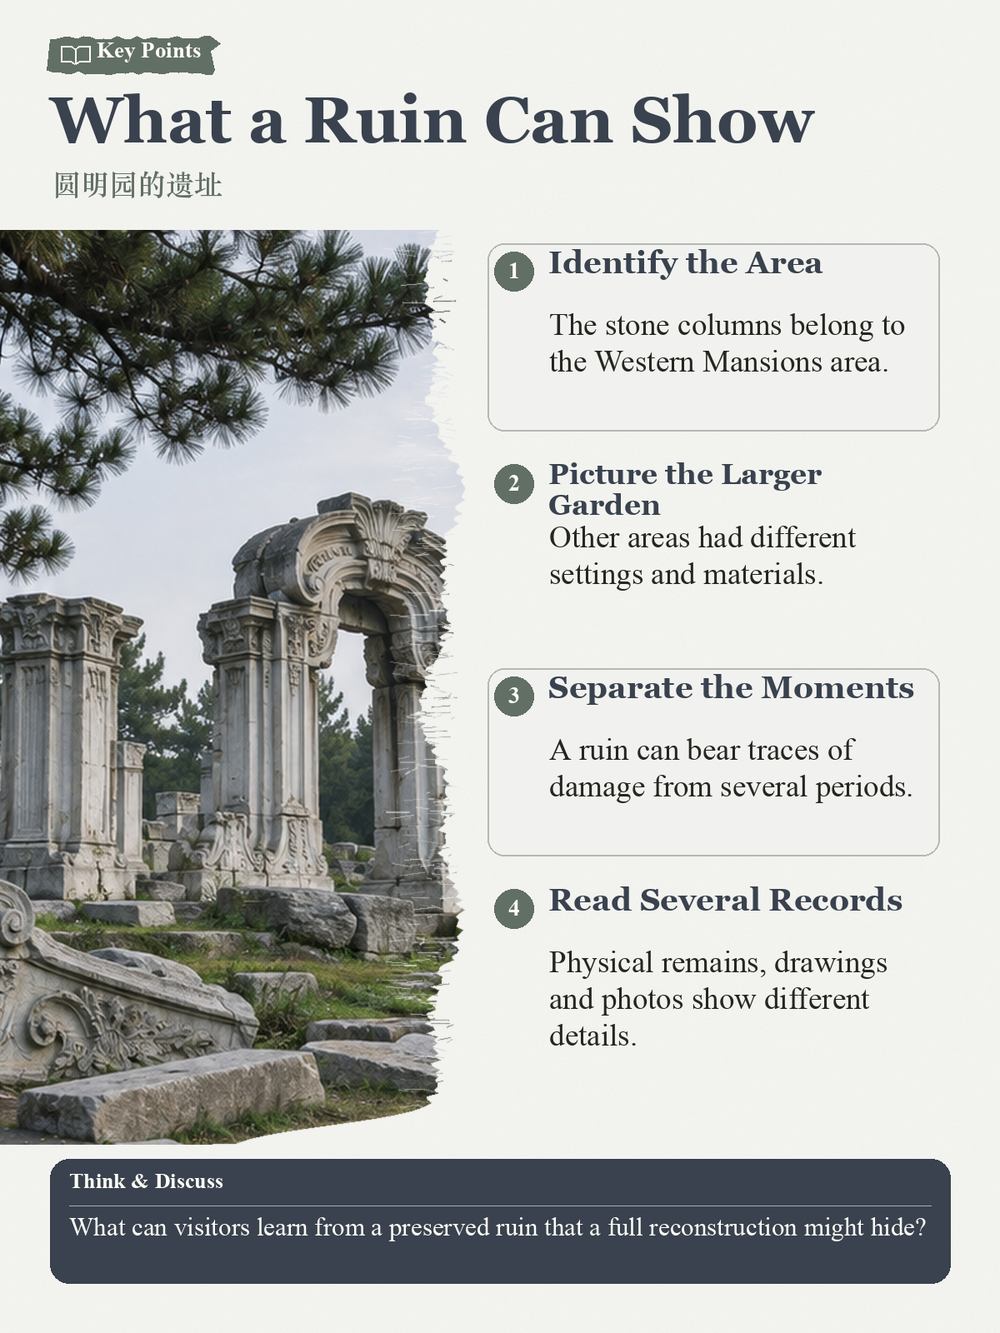 Key Points
What a Ruin Can Show
圆明园的遗址
1
Identify the Area
The stone columns belong to
the Western Mansions area.
2
Picture the Larger
Garden
Other areas had different
settings and materials.
3
Separate the Moments
A ruin can bear traces of
damage from several periods.
4
Read Several Records
Physical remains, drawings
and photos show different
details.
Think & Discuss
What can visitors learn from a preserved ruin that a full reconstruction might hide?